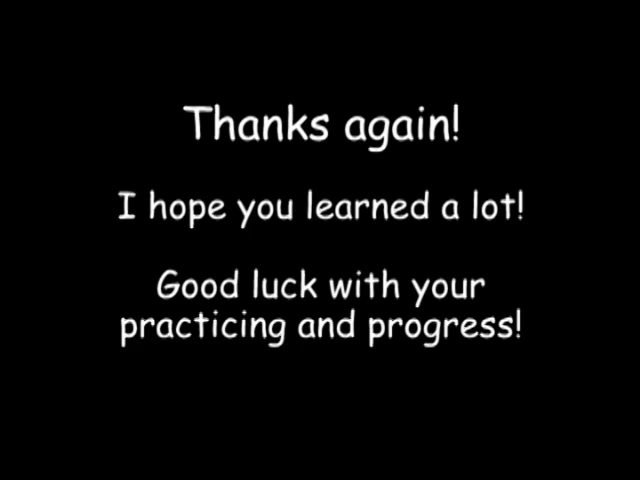 Thanks again!
I hope you learned a lot!
Good luck with your
practicing and progress!